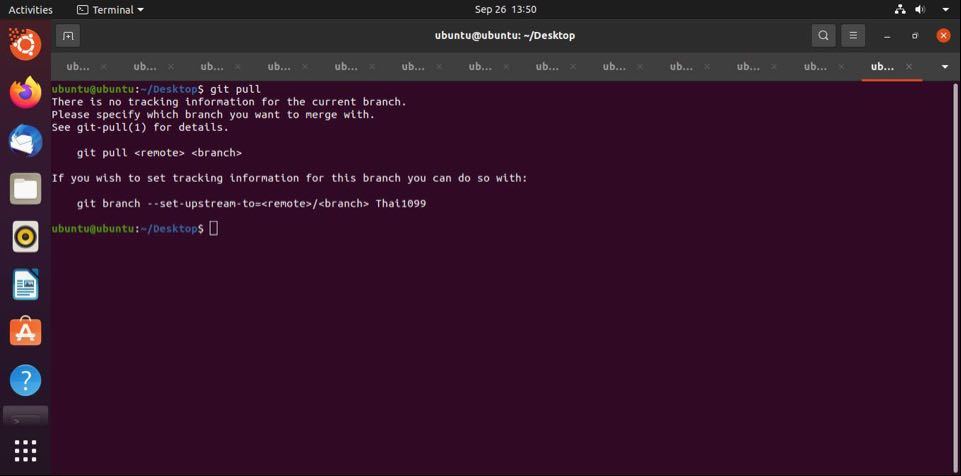 Activities
Terminal
Sep 26 13:50
ubuntu@ubuntu: ~/Desktop
ub... ub... ub... ub... ub... ub... ub... ub... ub... ub... ub... ub... ub...
ubuntu@ubuntu:~/Desktop$ git pull
There is no tracking information for the current branch.
Please specify which branch you want to merge with.
See git-pull(1) for details.
git pull <remote> <branch>
If you wish to set tracking information for this branch you can do so with:
git branch --set-upstream-to=<remote>/<branch> Thai1099
ubuntu@ubuntu:~/Desktop$